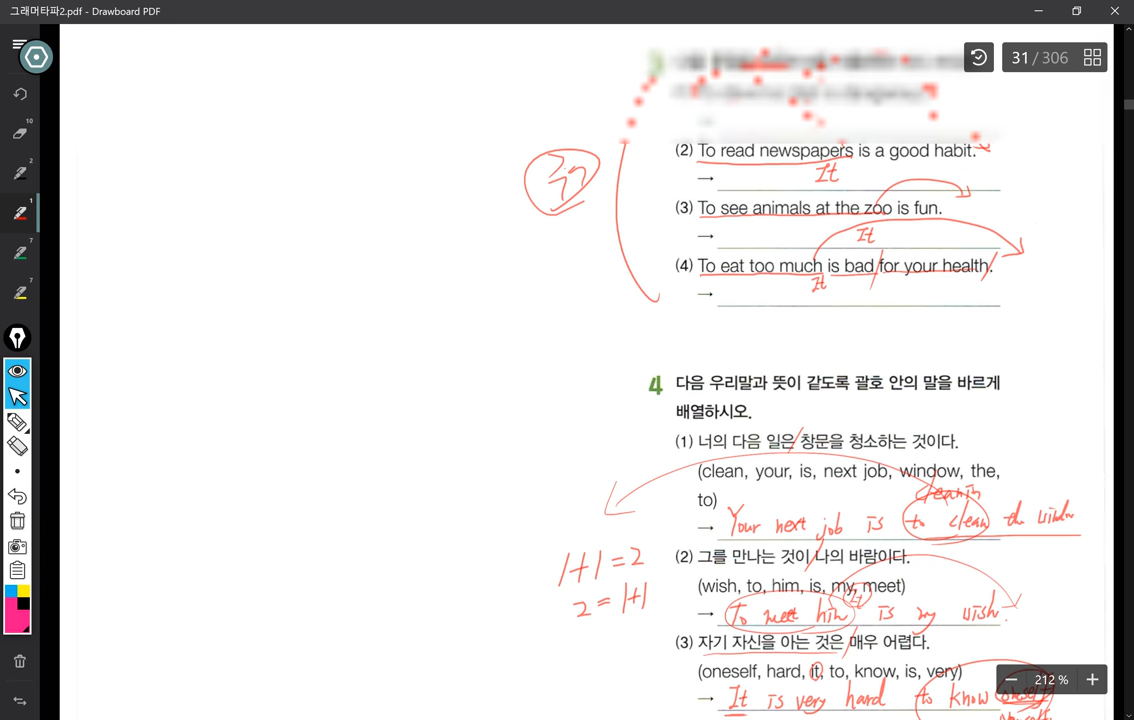 그래머타파2.pdf - Drawboard PDF
31 / 306
10
2
1
7
7
(2) To read newspapers is a good habit.
It
→
(3) To see animals at the zoo is fun.
It
→
(4) To eat too much is bad for your health.
It
→
4 다음 우리말과 뜻이 같도록 괄호 안의 말을 바르게
배열하시오.
(1) 너의 다음 일은 창문을 청소하는 것이다.
(clean, your, is, next job, window, the,
to)
→ Your next job is to clean the window
1+1=2
2=1+1
(2) 그를 만나는 것이 나의 바람이다.
(wish, to, him, is, my, meet)
It
→ To meet him is my wish.
(3) 자기 자신을 아는 것은 매우 어렵다.
(oneself, hard, it, to, know, is, very)
→ It is very hard to know oneself
212 %